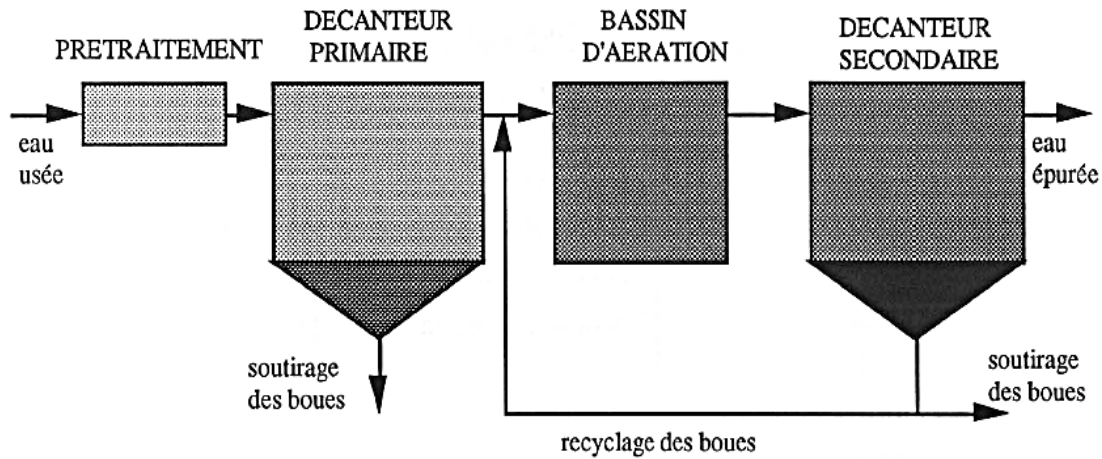 PRETRAITEMENT
DECANTEUR
PRIMAIRE
BASSIN
D'AERATION
DECANTEUR
SECONDAIRE
eau
usée
eau
épurée
soutirage
des boues
soutirage
des boues
recyclage des boues